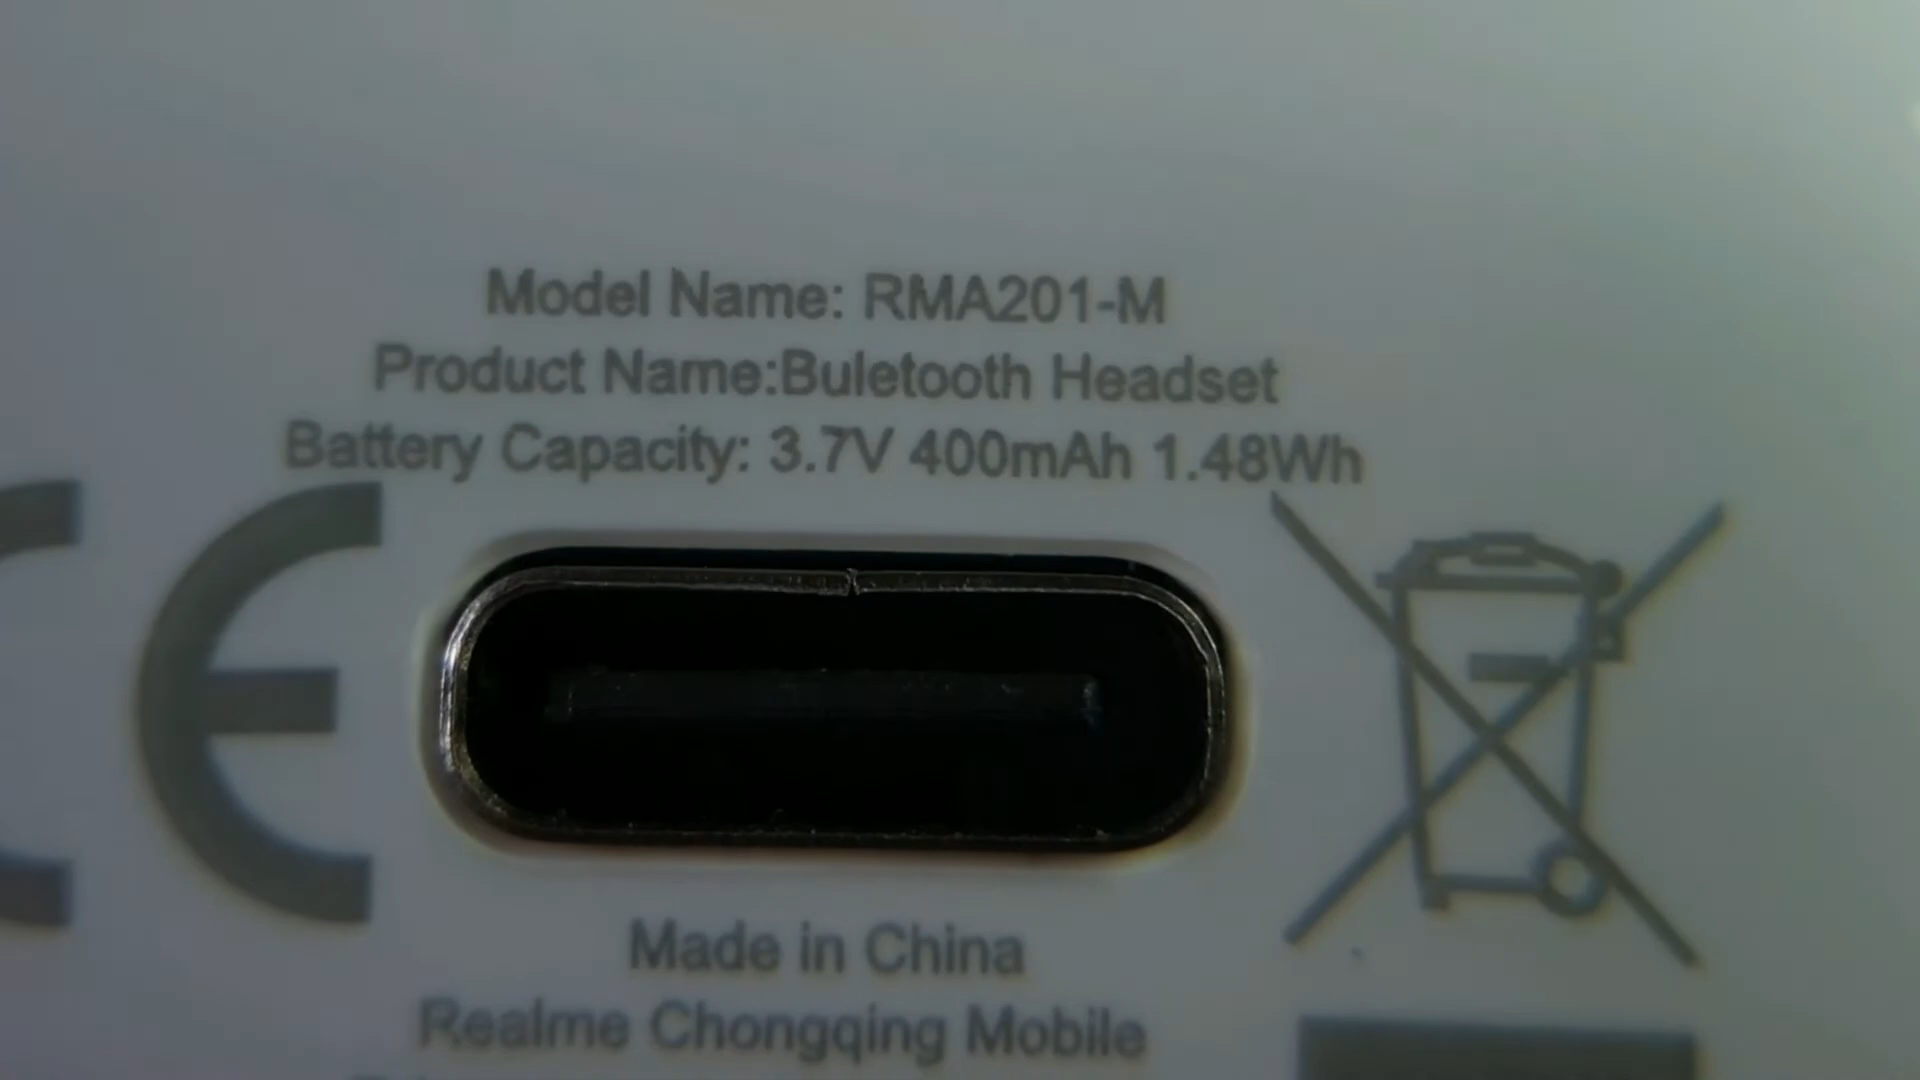 Model Name: RMA201-M
Product Name:Buletooth Headset
Battery Capacity: 3.7V 400mAh 1.48Wh
CE
Made in China
Realme Chongqing Mobile